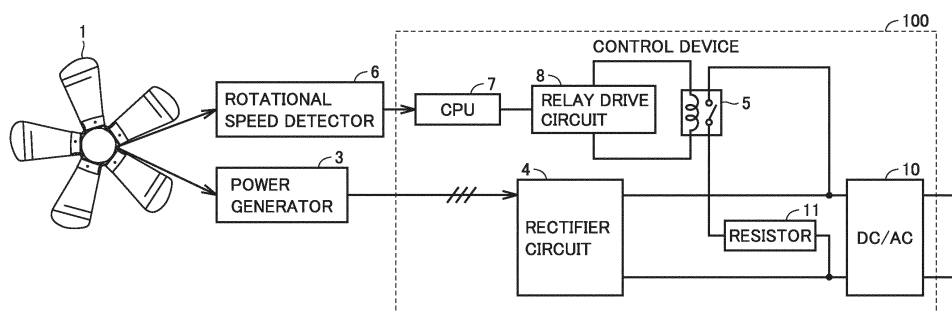 100
CONTROL DEVICE
1
6
ROTATIONAL
SPEED DETECTOR
7
CPU
8
RELAY DRIVE
CIRCUIT
5
3
POWER
GENERATOR
4
RECTIFIER
CIRCUIT
11
RESISTOR
10
DC/AC